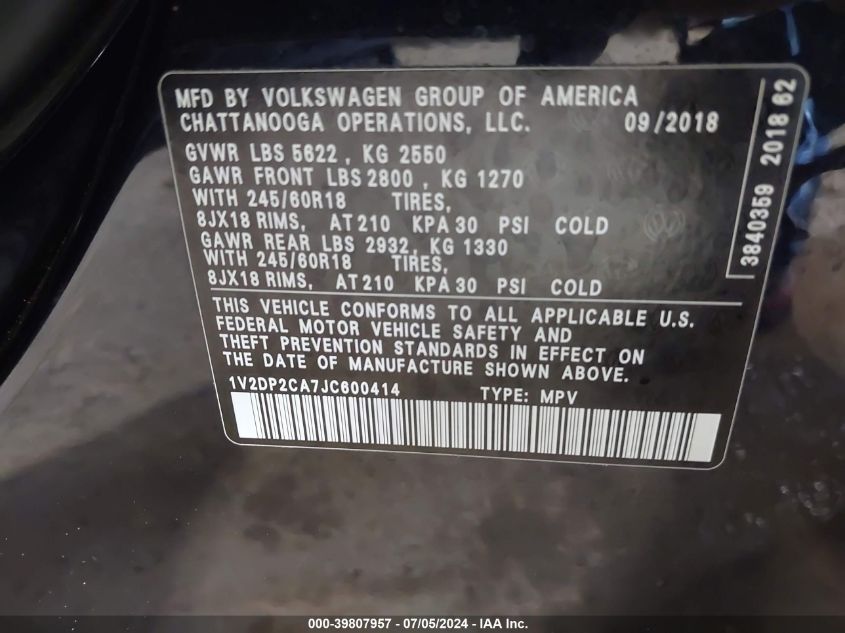 MFD BY VOLKSWAGEN GROUP OF AMERICA
CHATTANOOGA OPERATIONS, LLC. 09/2018
GVWR LBS 5622 , KG 2550
GAWR FRONT LBS 2800 , KG 1270
WITH 245/60R18 TIRES,
8JX18 RIMS, AT 210 KPA 30 PSI COLD
GAWR REAR LBS 2932, KG 1330
WITH 245/60R18 TIRES,
8JX18 RIMS, AT 210 KPA 30 PSI COLD
THIS VEHICLE CONFORMS TO ALL APPLICABLE U.S.
FEDERAL MOTOR VEHICLE SAFETY AND
THEFT PREVENTION STANDARDS IN EFFECT ON
THE DATE OF MANUFACTURE SHOWN ABOVE.
1V2DP2CA7JC600414 TYPE: MPV
3840359 2018 62
000-39807957 - 07/05/2024 - IAA Inc.